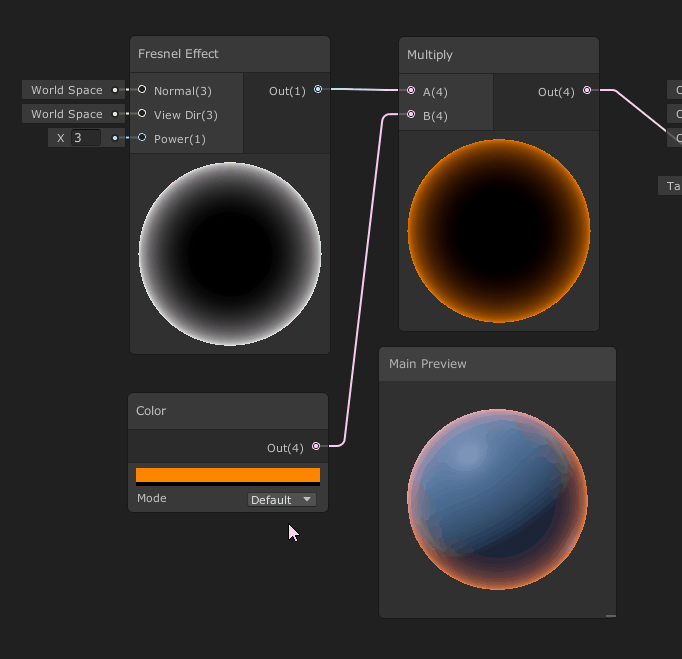 Fresnel Effect
World Space
Normal(3)
Out(1)
World Space
View Dir(3)
X 3
Power(1)
Multiply
A(4)
Out(4)
B(4)
Color
Out(4)
Mode
Default
Main Preview
Ta